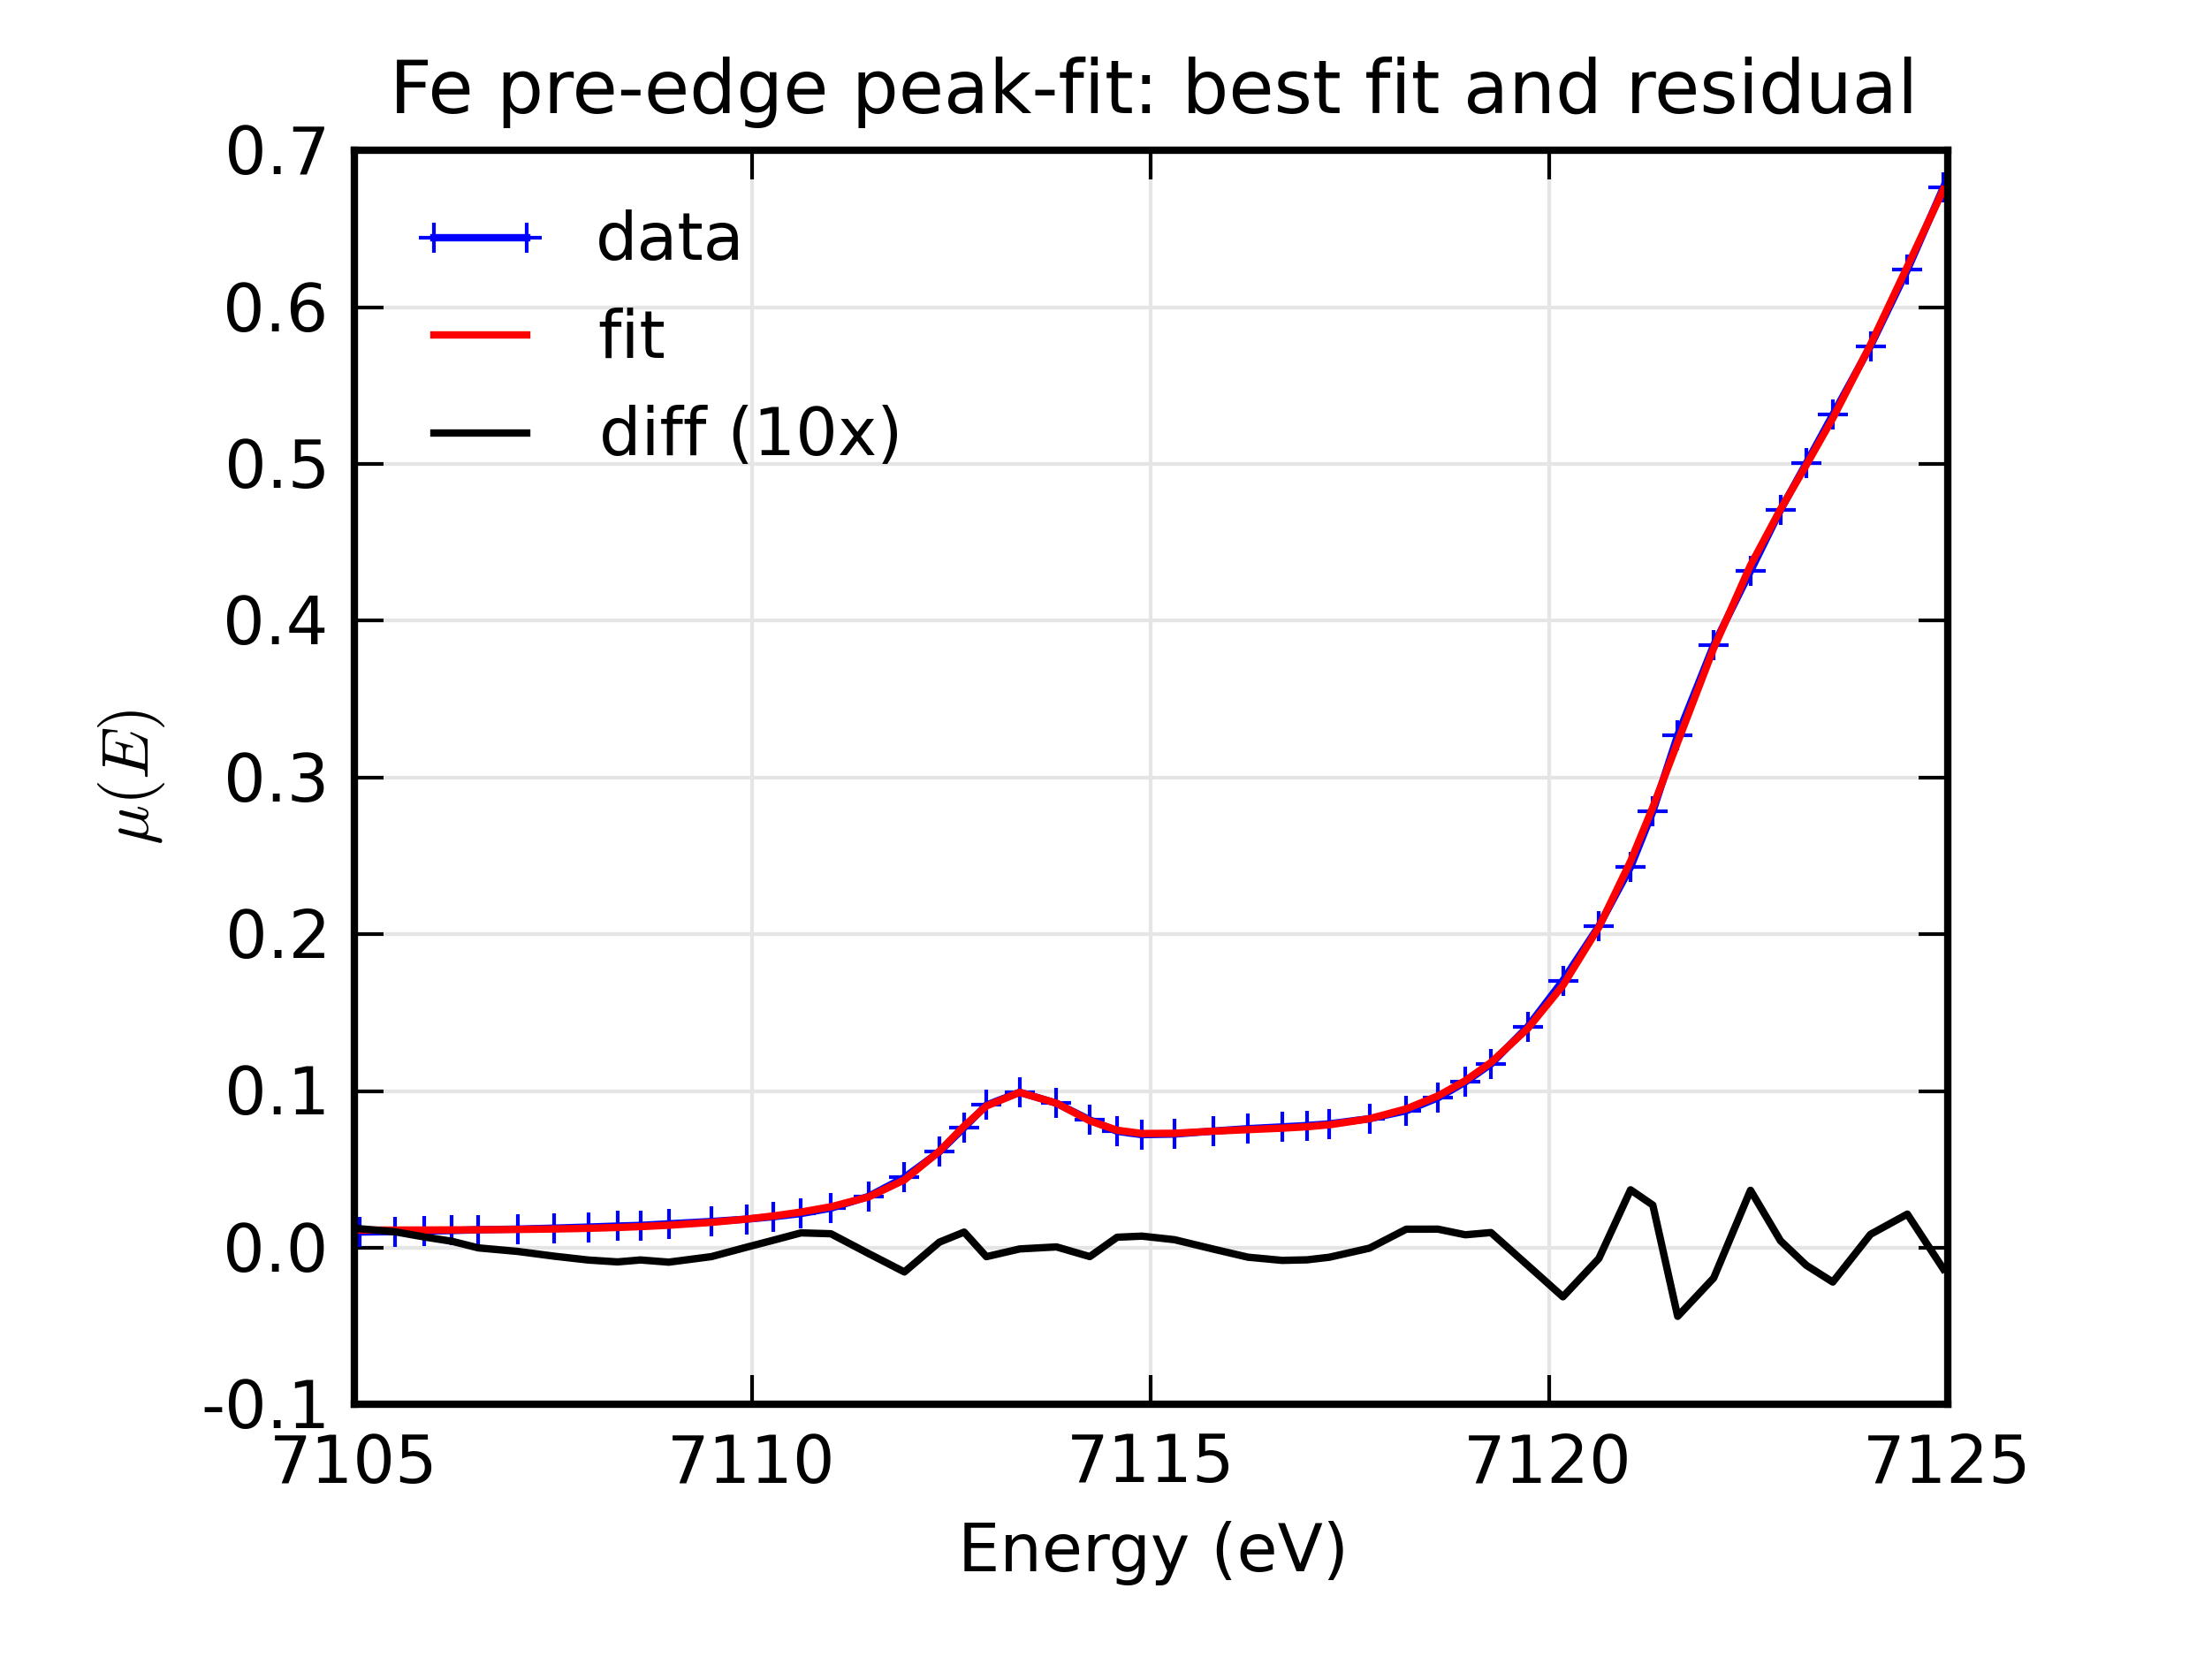 Fe pre-edge peak-fit: best fit and residual
0.7
0.6
0.5
0.4
0.3
0.2
0.1
0.0
-0.1
μ(E)
data
fit
diff (10x)
7105 7110 7115 7120 7125
Energy (eV)